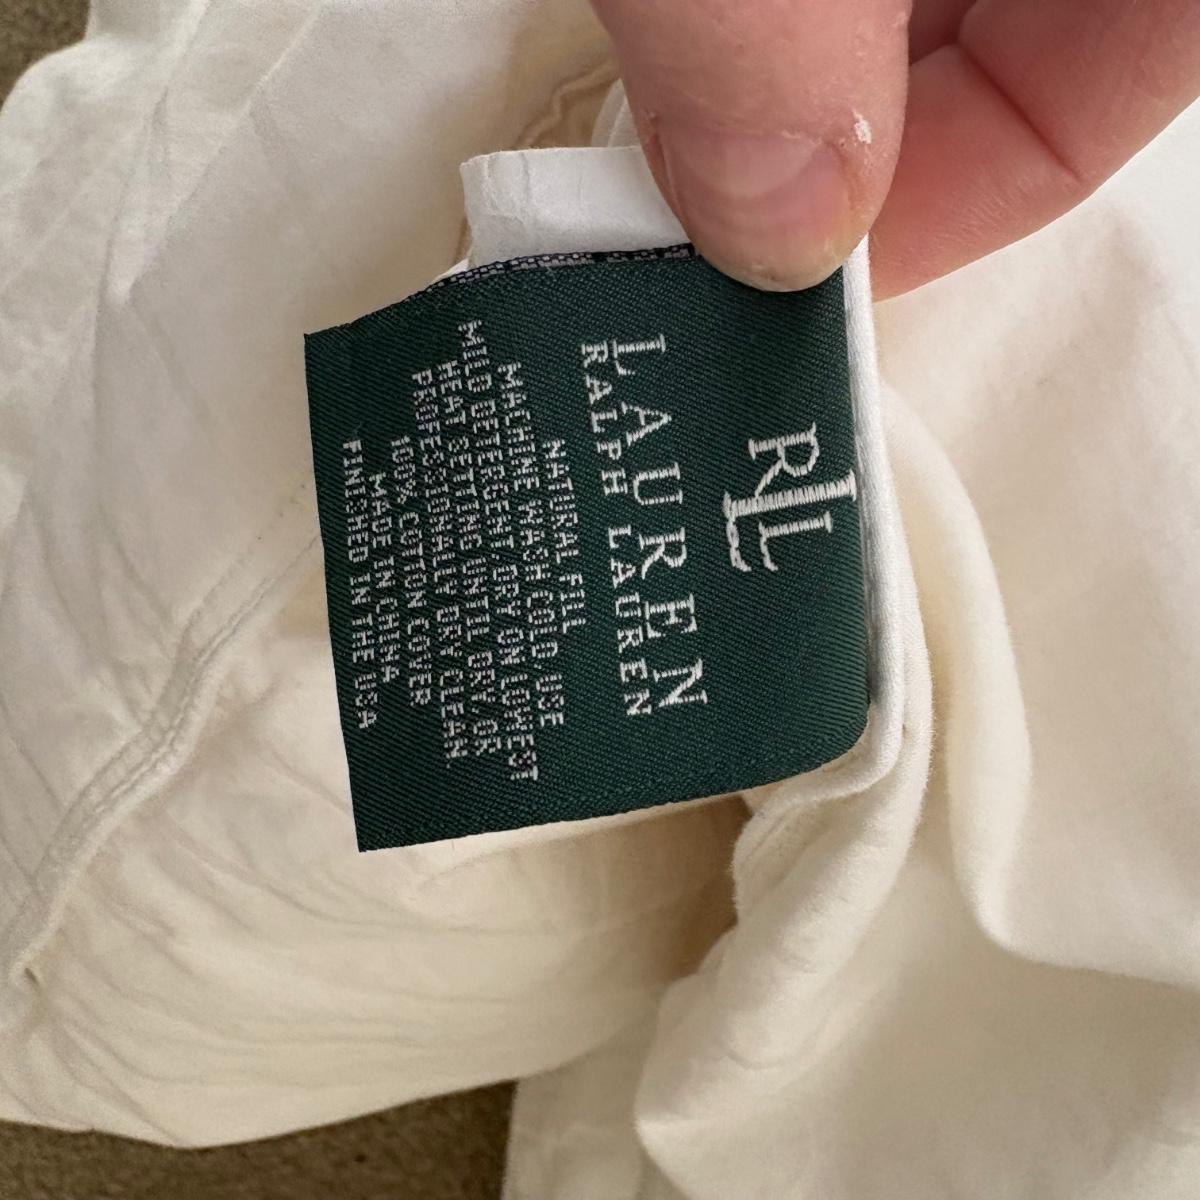 RLL
LAUREN
RALPH LAUREN
NATURAL FILL
MACHINE WASH/COLD/USE
MILD DETERGENT/DRY ON LOWEST
HEAT SETTING UNTIL DRY/OR
PROFESSIONALLY DRY CLEAN
100% COTTON COVER
MADE IN CHINA
FINISHED IN THE USA